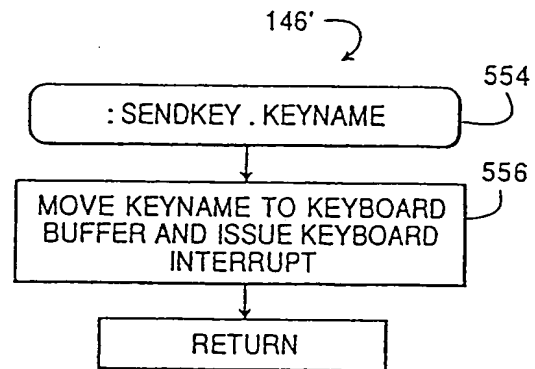 146'
554
: SENDKEY . KEYNAME
556
MOVE KEYNAME TO KEYBOARD
BUFFER AND ISSUE KEYBOARD
INTERRUPT
RETURN